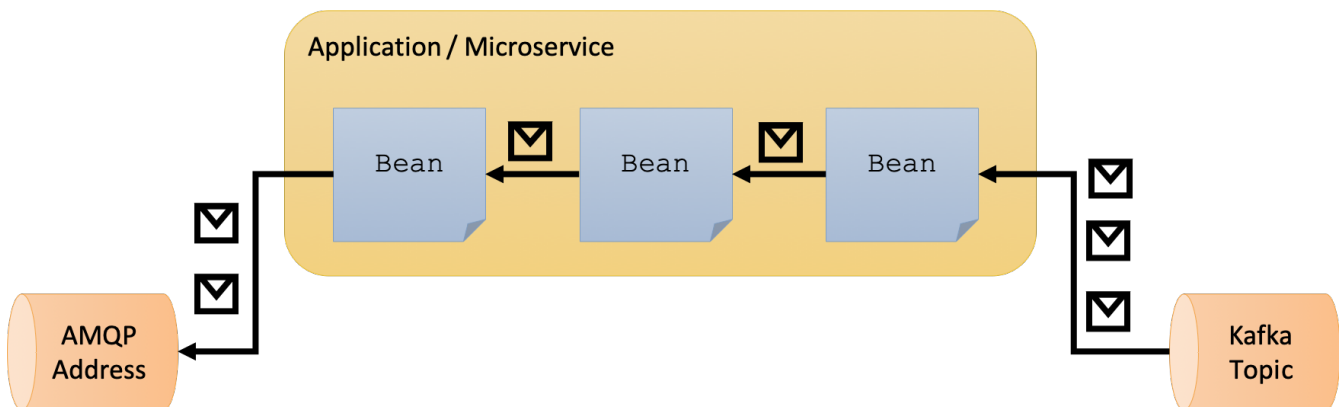 Application / Microservice
Bean
Bean
Bean
AMQP
Address
Kafka
Topic